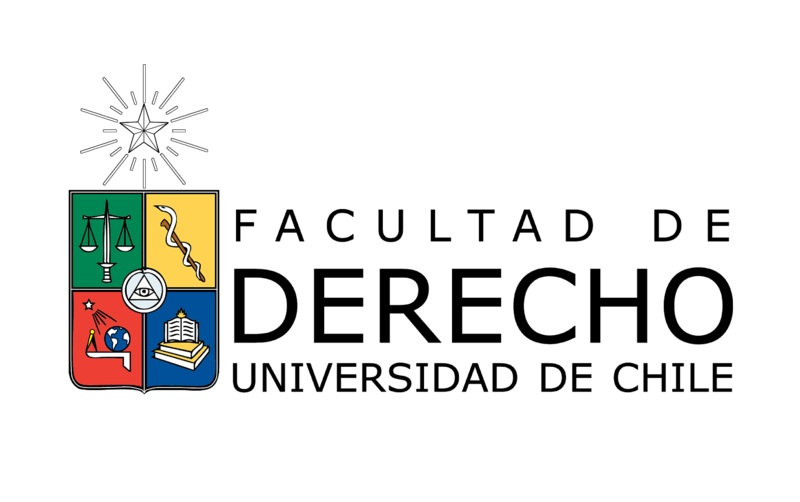 FACULTAD DE
DERECHO
UNIVERSIDAD DE CHILE